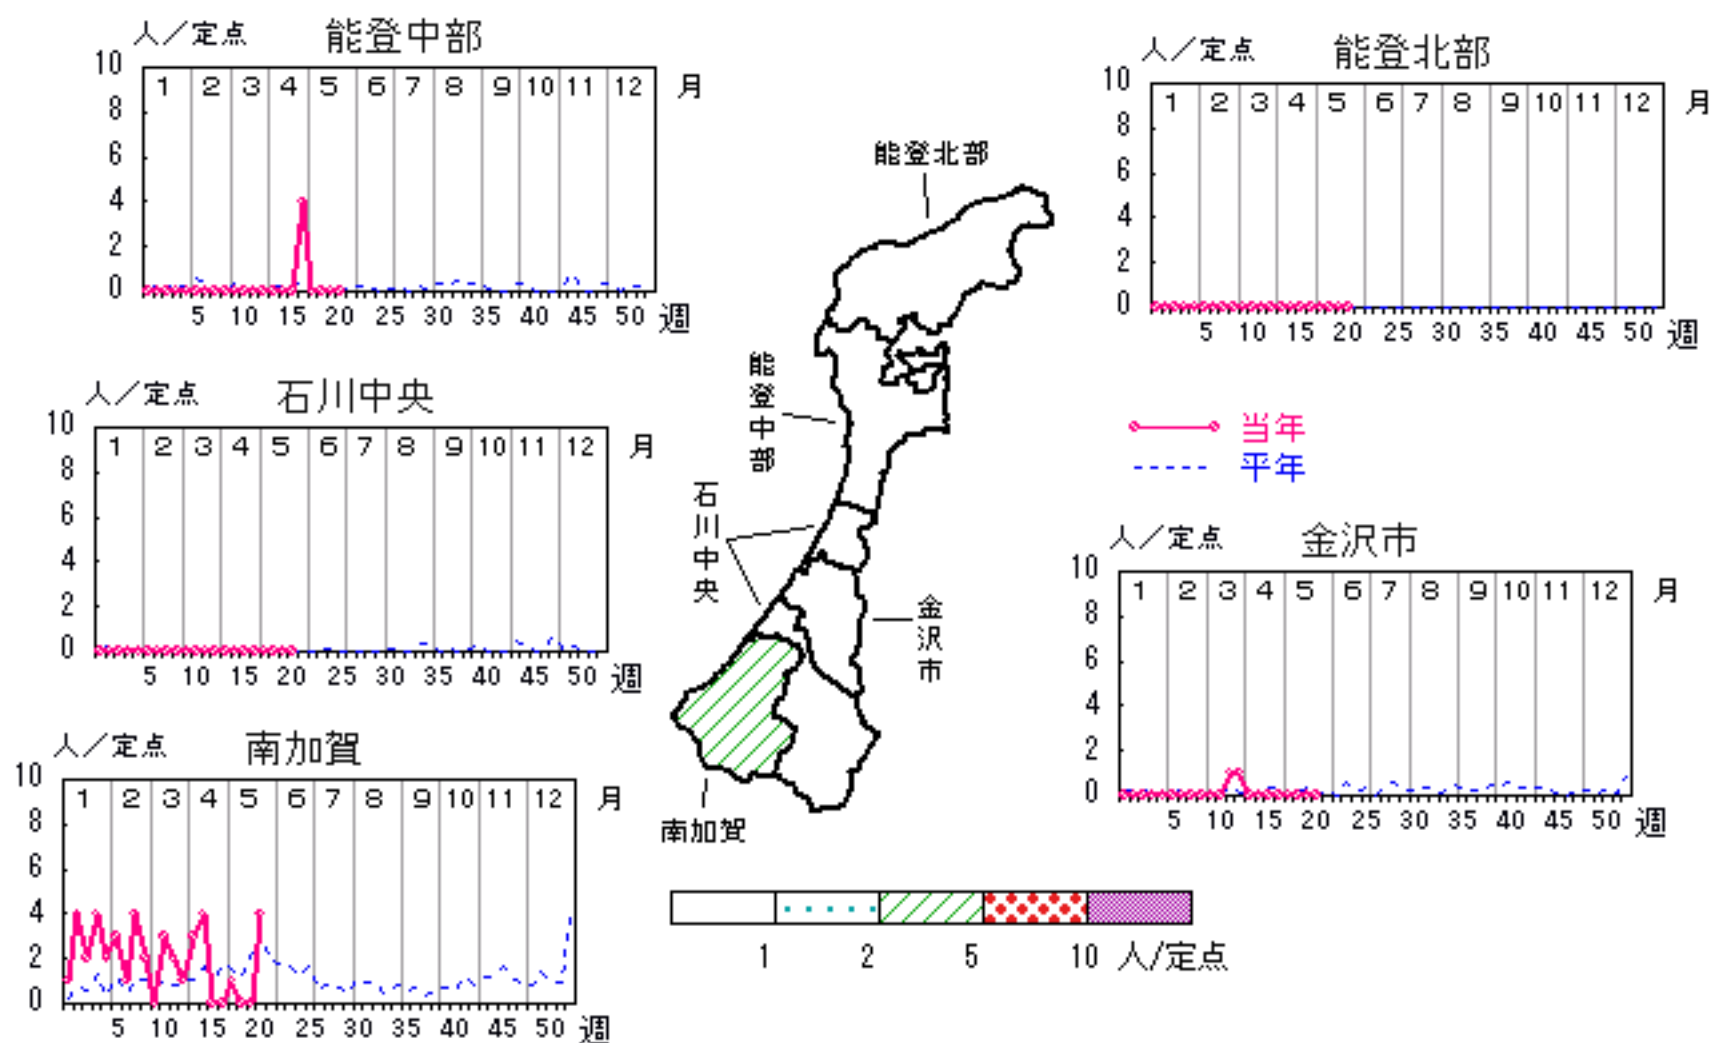 人／定点 能登中部
10 8 6 4 2 0
1 2 3 4 5 6 7 8 9 10 11 12 月
5 10 15 20 25 30 35 40 45 50 週
人／定点 能登北部
10 8 6 4 2 0
1 2 3 4 5 6 7 8 9 10 11 12 月
5 10 15 20 25 30 35 40 45 50 週
能登北部
能登中部
石川中央
金沢市
南加賀
人／定点 石川中央
10 8 6 4 2 0
1 2 3 4 5 6 7 8 9 10 11 12 月
5 10 15 20 25 30 35 40 45 50 週
当年
平年
人／定点 金沢市
10 8 6 4 2 0
1 2 3 4 5 6 7 8 9 10 11 12 月
5 10 15 20 25 30 35 40 45 50 週
人／定点 南加賀
10 8 6 4 2 0
1 2 3 4 5 6 7 8 9 10 11 12 月
5 10 15 20 25 30 35 40 45 50 週
1 2 5 10 人/定点